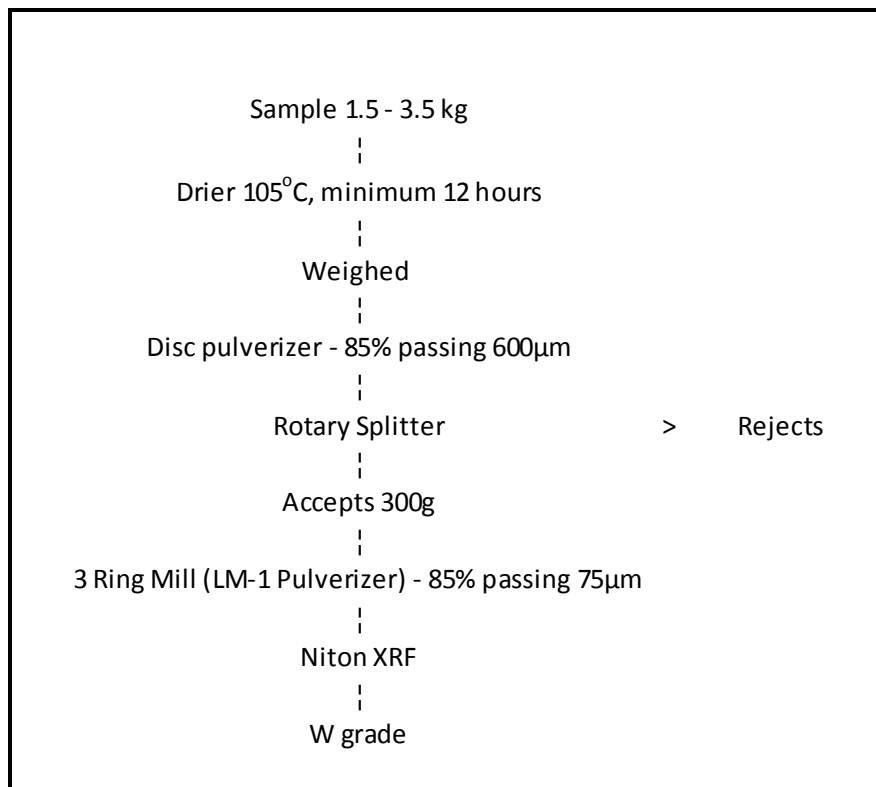 Sample 1.5 - 3.5 kg
Drier 105°C, minimum 12 hours
Weighed
Disc pulverizer - 85% passing 600µm
Rotary Splitter > Rejects
Accepts 300g
3 Ring Mill (LM-1 Pulverizer) - 85% passing 75µm
Niton XRF
W grade